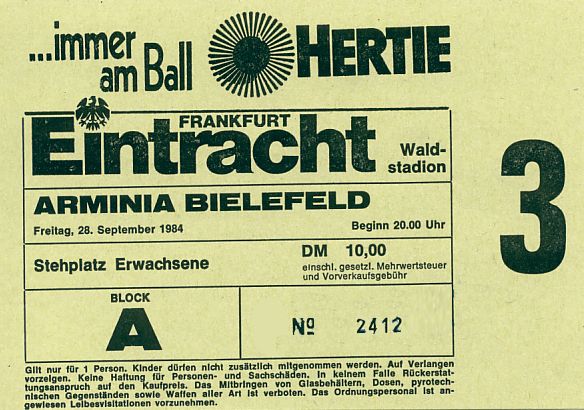 ...immer
am Ball
HERTIE
FRANKFURT
Eintracht
Wald-
stadion
ARMINIA BIELEFELD
Freitag, 28. September 1984
Beginn 20.00 Uhr
3
Stehplatz Erwachsene
DM 10,00
einschl. gesetzl. Mehrwertsteuer
und Vorverkaufsgebühr
BLOCK
A
Nº 2412
Gilt nur für 1 Person. Kinder dürfen nicht zusätzlich mitgenommen werden. Auf Verlangen
vorzeigen. Keine Haftung für Personen- und Sachschäden. In keinem Falle Rückerstat-
tungsanspruch auf den Kaufpreis. Das Mitbringen von Glasbehältern, Dosen, pyrotech-
nischen Gegenständen sowie Waffen aller Art ist verboten. Das Ordnungspersonal ist an-
gewiesen Leibesvisitationen vorzunehmen.